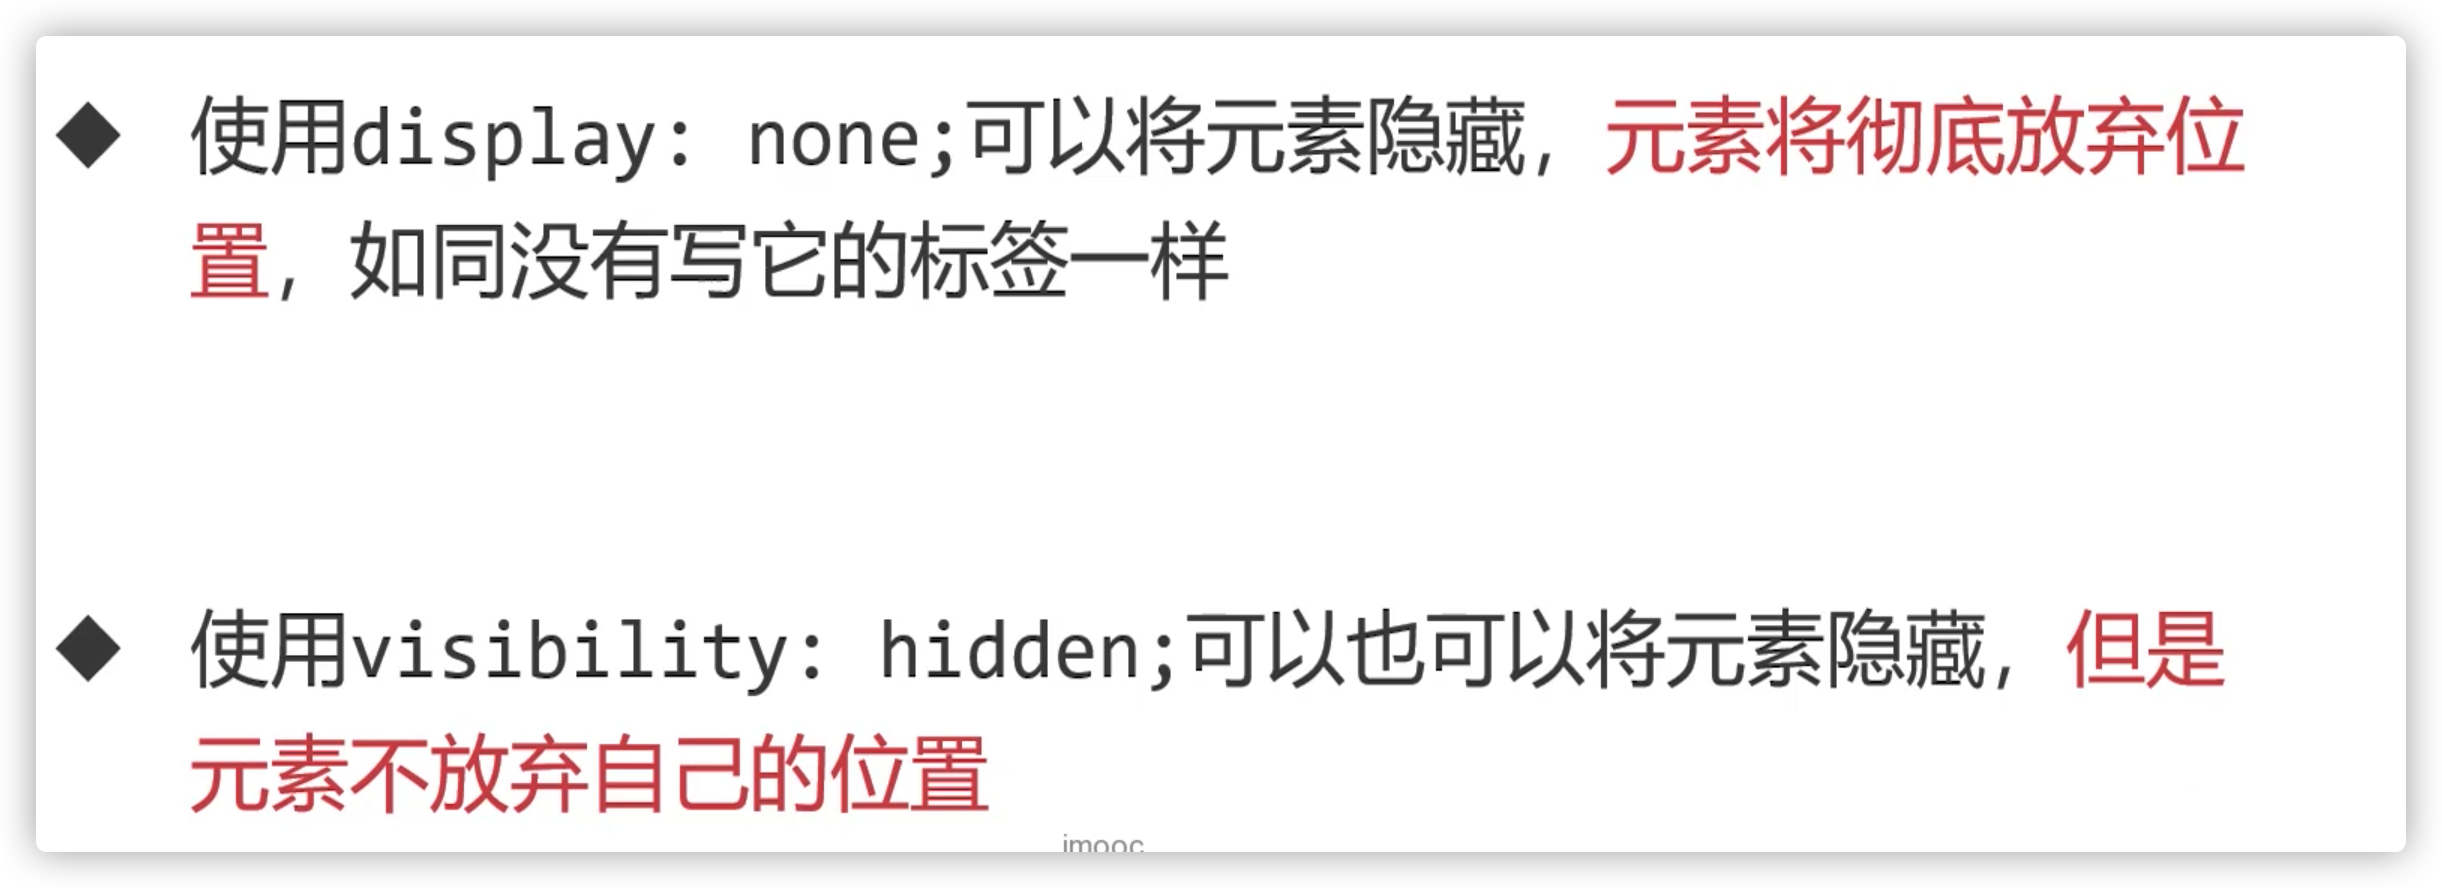 ◆ 使用display: none;可以将元素隐藏，元素将彻底放弃位
置，如同没有写它的标签一样
◆ 使用visibility: hidden;可以也可以将元素隐藏，但是
元素不放弃自己的位置
imooc